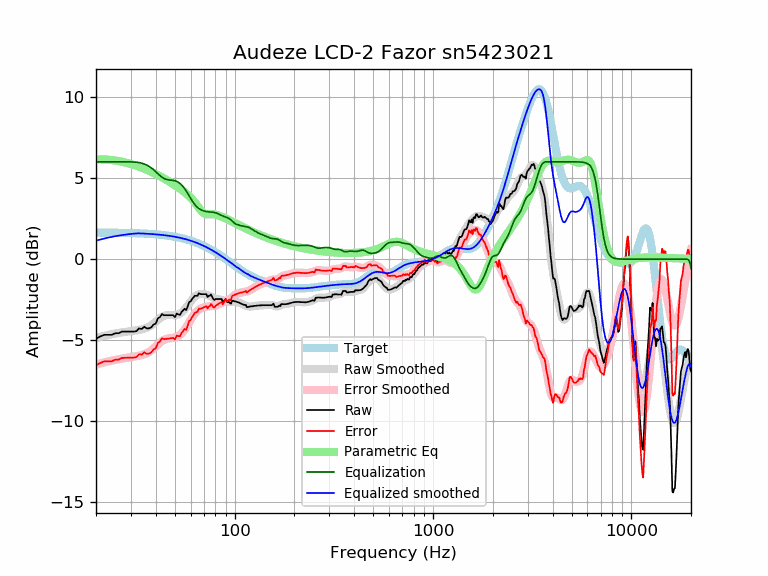 Audeze LCD-2 Fazor sn5423021
10
5
0
−5
−10
−15
Amplitude (dBr)
Target
Raw Smoothed
Error Smoothed
Raw
Error
Parametric Eq
Equalization
Equalized smoothed
100 1000 10000
Frequency (Hz)